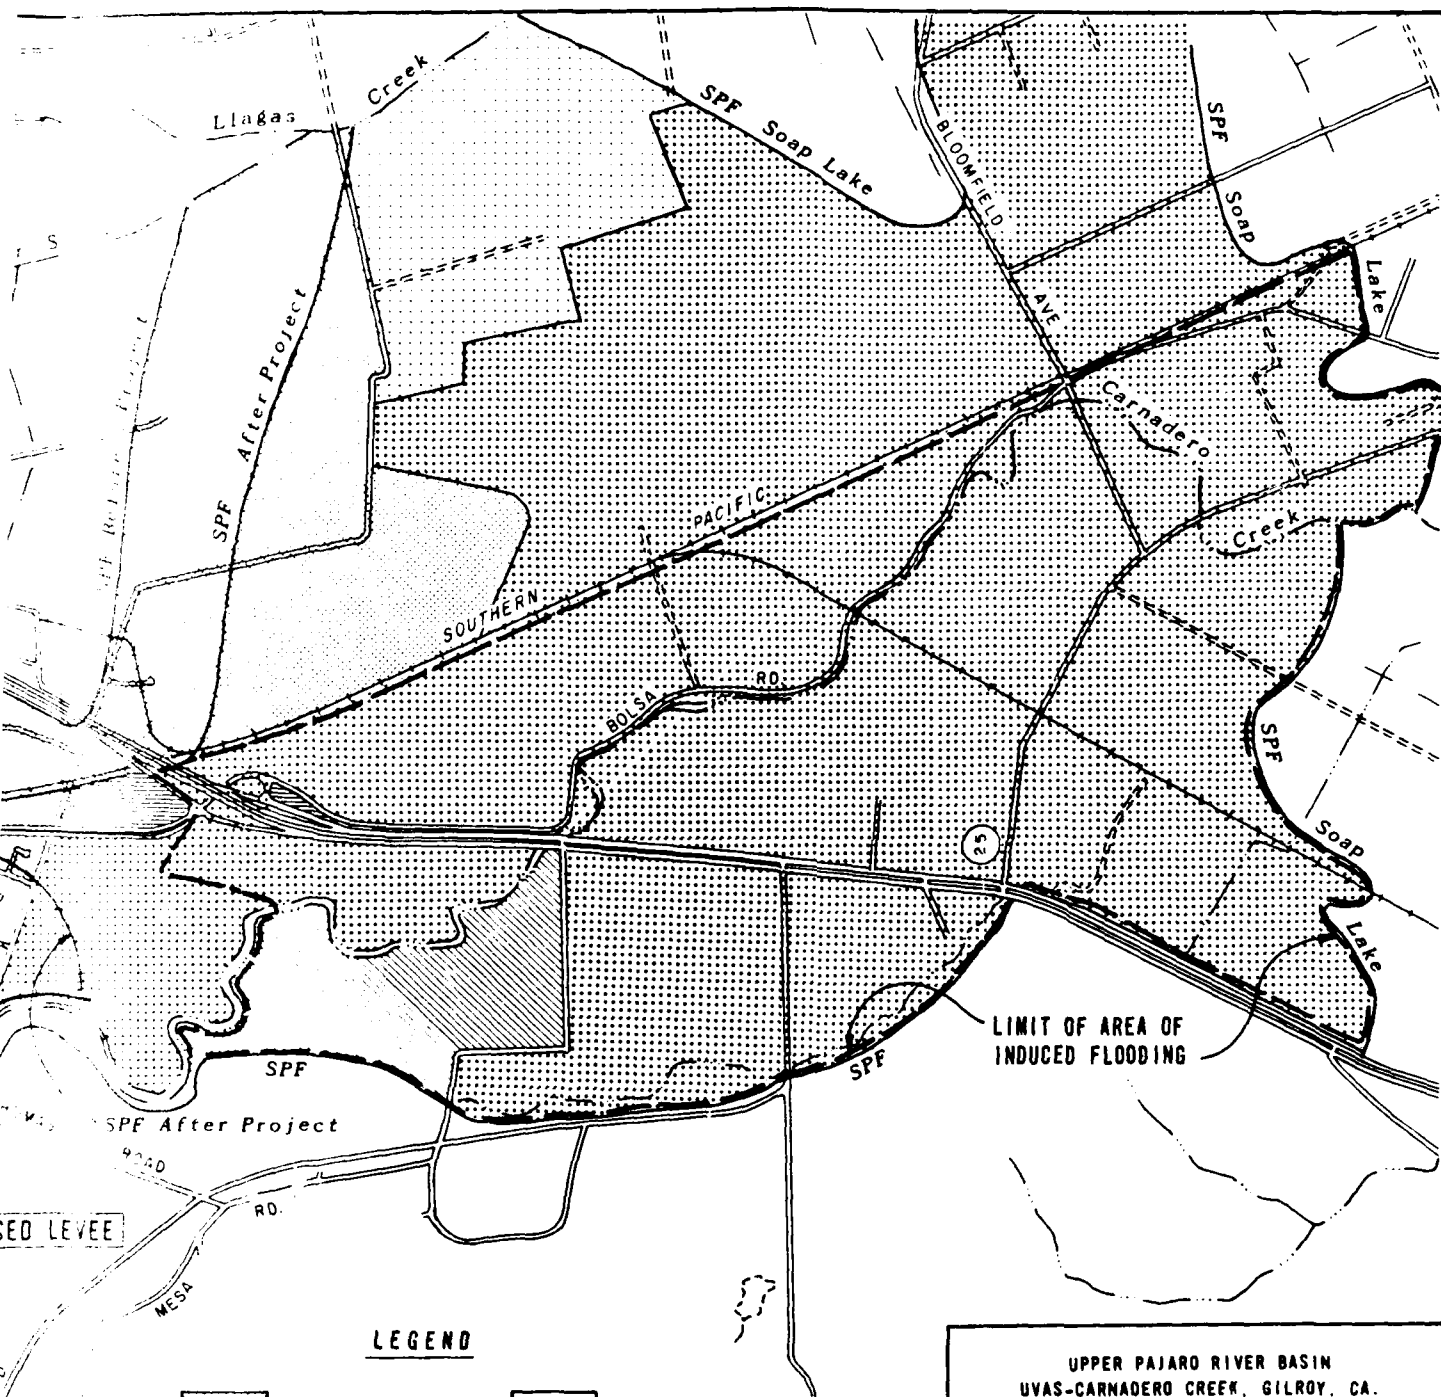 Llagas Creek
SPF Soap Lake
SPF Soap Lake
BLOOMFIELD AVE
After Project
SPF
Carnadero Creek
SOUTHERN PACIFIC
BOLSA RD.
25
SPF Soap Lake
LIMIT OF AREA OF
INDUCED FLOODING
SPF
SPF
SPF After Project
ROAD
RD.
SED LEVEE
MESA
LEGEND
UPPER PAJARO RIVER BASIN
UVAS-CARNADERO CREEK, GILROY, CA.